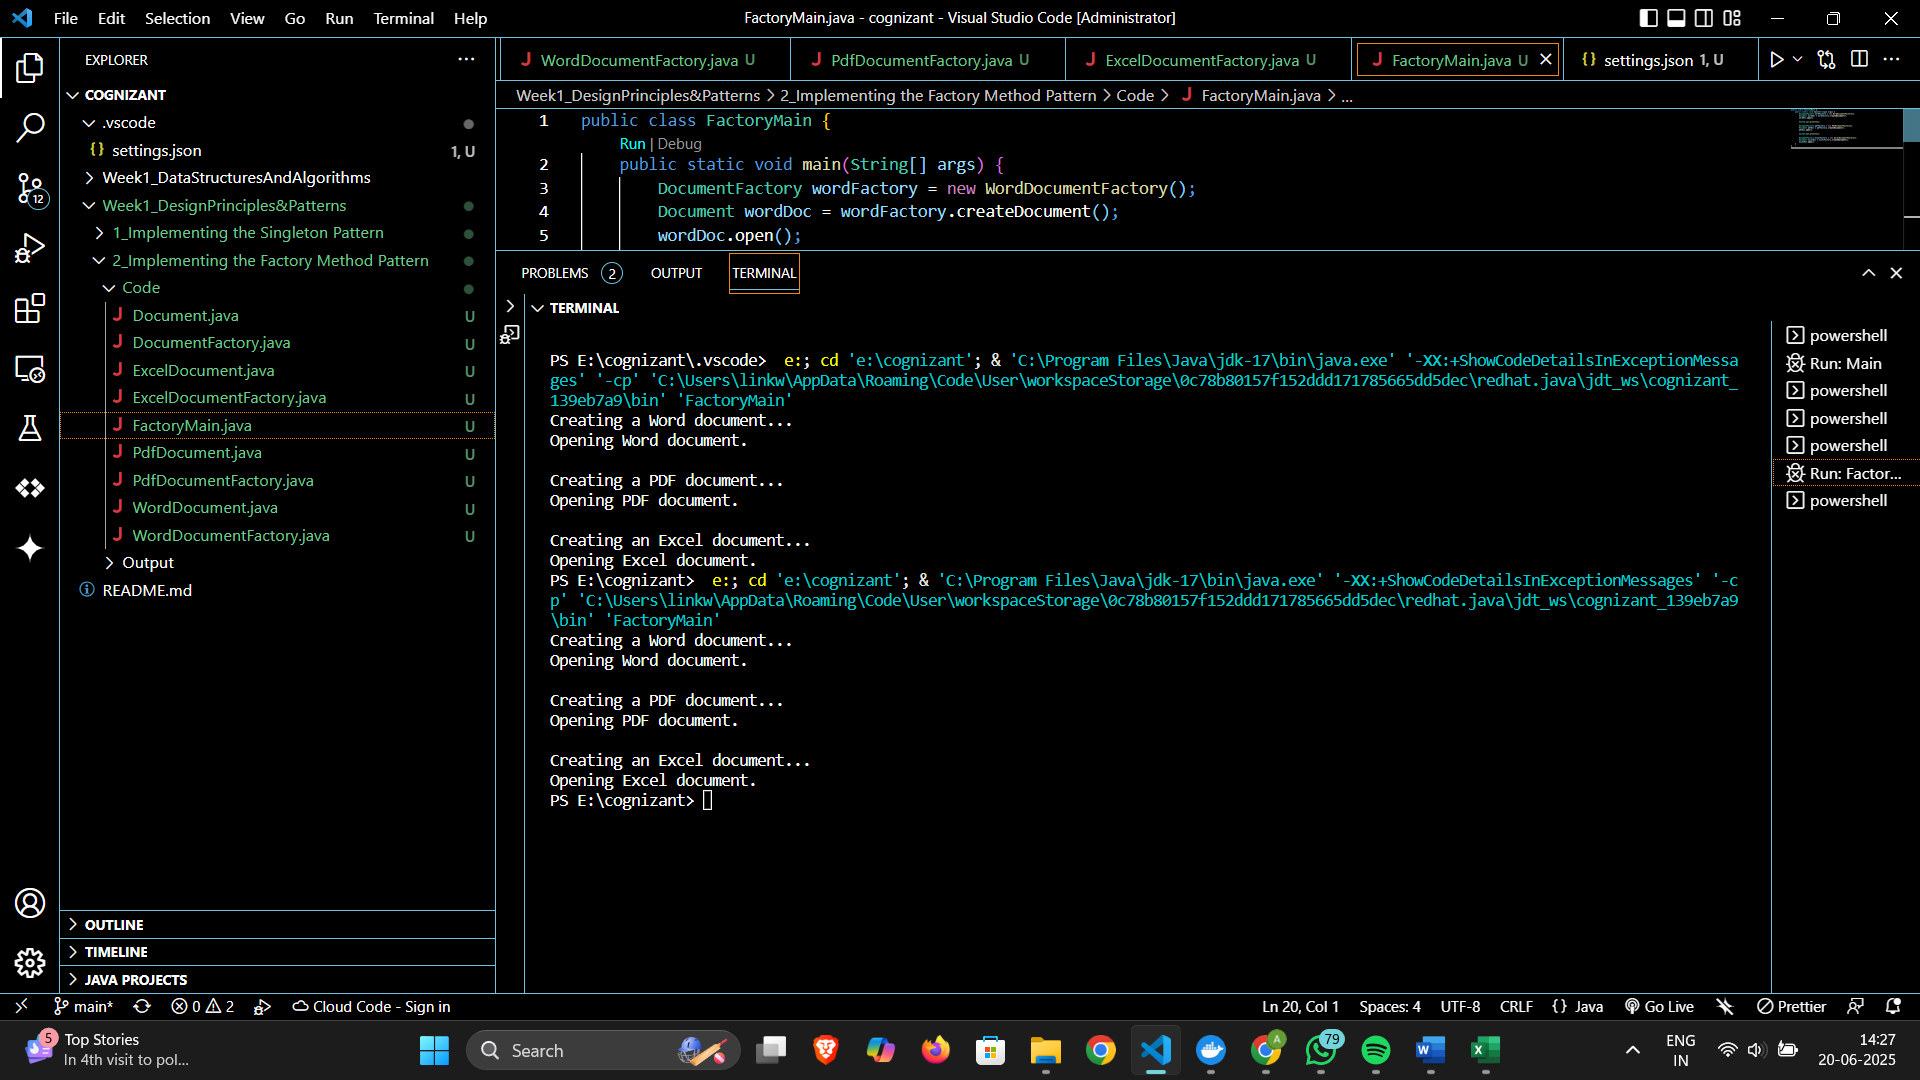 File Edit Selection View Go Run Terminal Help
FactoryMain.java - cognizant - Visual Studio Code [Administrator]
EXPLORER
COGNIZANT
.vscode
{} settings.json 1, U
Week1_DataStructuresAndAlgorithms
Week1_DesignPrinciples&Patterns
1_Implementing the Singleton Pattern
2_Implementing the Factory Method Pattern
Code
J Document.java U
J DocumentFactory.java U
J ExcelDocument.java U
J ExcelDocumentFactory.java U
J FactoryMain.java U
J PdfDocument.java U
J PdfDocumentFactory.java U
J WordDocument.java U
J WordDocumentFactory.java U
Output
README.md
12
OUTLINE
TIMELINE
JAVA PROJECTS
J WordDocumentFactory.java U J PdfDocumentFactory.java U J ExcelDocumentFactory.java U J FactoryMain.java U {} settings.json 1, U
Week1_DesignPrinciples&Patterns > 2_Implementing the Factory Method Pattern > Code > J FactoryMain.java > ...
1 public class FactoryMain {
Run | Debug
2 public static void main(String[] args) {
3 DocumentFactory wordFactory = new WordDocumentFactory();
4 Document wordDoc = wordFactory.createDocument();
5 wordDoc.open();
PROBLEMS 2 OUTPUT TERMINAL
TERMINAL
PS E:\cognizant\.vscode>  e:; cd 'e:\cognizant'; & 'C:\Program Files\Java\jdk-17\bin\java.exe' '-XX:+ShowCodeDetailsInExceptionMessa
ges' '-cp' 'C:\Users\linkw\AppData\Roaming\Code\User\workspaceStorage\0c78b80157f152ddd171785665dd5dec\redhat.java\jdt_ws\cognizant_
139eb7a9\bin' 'FactoryMain'
Creating a Word document...
Opening Word document.
Creating a PDF document...
Opening PDF document.
Creating an Excel document...
Opening Excel document.
PS E:\cognizant>  e:; cd 'e:\cognizant'; & 'C:\Program Files\Java\jdk-17\bin\java.exe' '-XX:+ShowCodeDetailsInExceptionMessages' '-c
p' 'C:\Users\linkw\AppData\Roaming\Code\User\workspaceStorage\0c78b80157f152ddd171785665dd5dec\redhat.java\jdt_ws\cognizant_139eb7a9
\bin' 'FactoryMain'
Creating a Word document...
Opening Word document.
Creating a PDF document...
Opening PDF document.
Creating an Excel document...
Opening Excel document.
PS E:\cognizant>
powershell
Run: Main
powershell
powershell
powershell
Run: Factor...
powershell
main* 0 2 Cloud Code - Sign in Ln 20, Col 1 Spaces: 4 UTF-8 CRLF {} Java Go Live Prettier
5 Top Stories
In 4th visit to pol...
Search
A
79
ENG
IN
14:27
20-06-2025